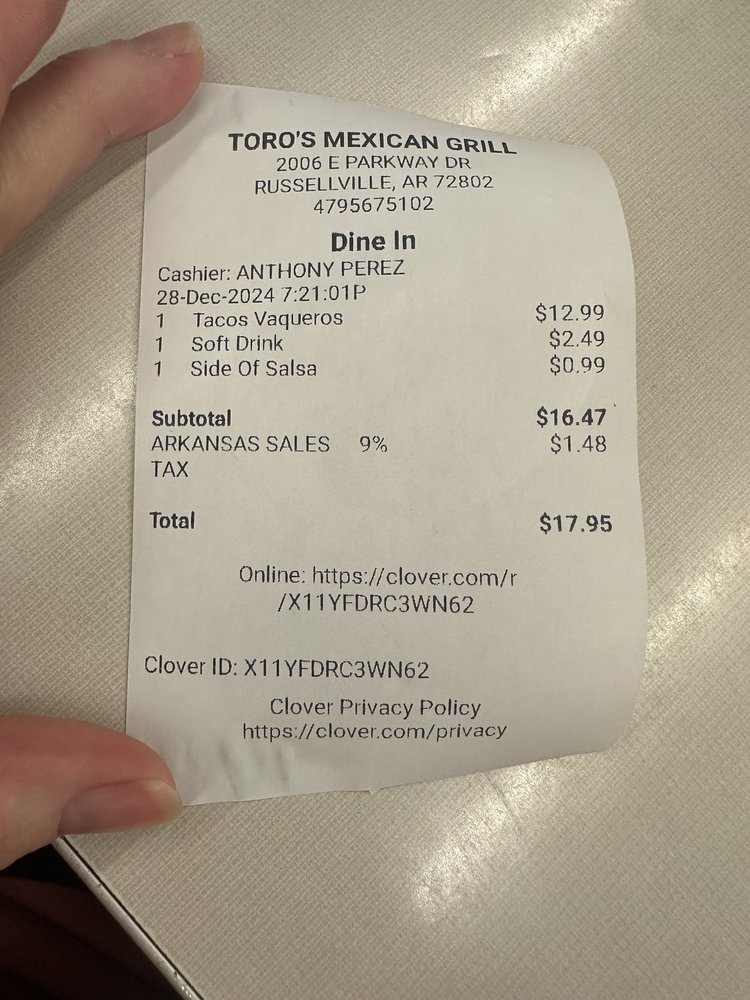 TORO'S MEXICAN GRILL
2006 E PARKWAY DR
RUSSELLVILLE, AR 72802
4795675102
Dine In
Cashier: ANTHONY PEREZ
28-Dec-2024 7:21:01P
1 Tacos Vaqueros $12.99
1 Soft Drink $2.49
1 Side Of Salsa $0.99
Subtotal $16.47
ARKANSAS SALES 9% $1.48
TAX
Total $17.95
Online: https://clover.com/r
/X11YFDRC3WN62
Clover ID: X11YFDRC3WN62
Clover Privacy Policy
https://clover.com/privacy